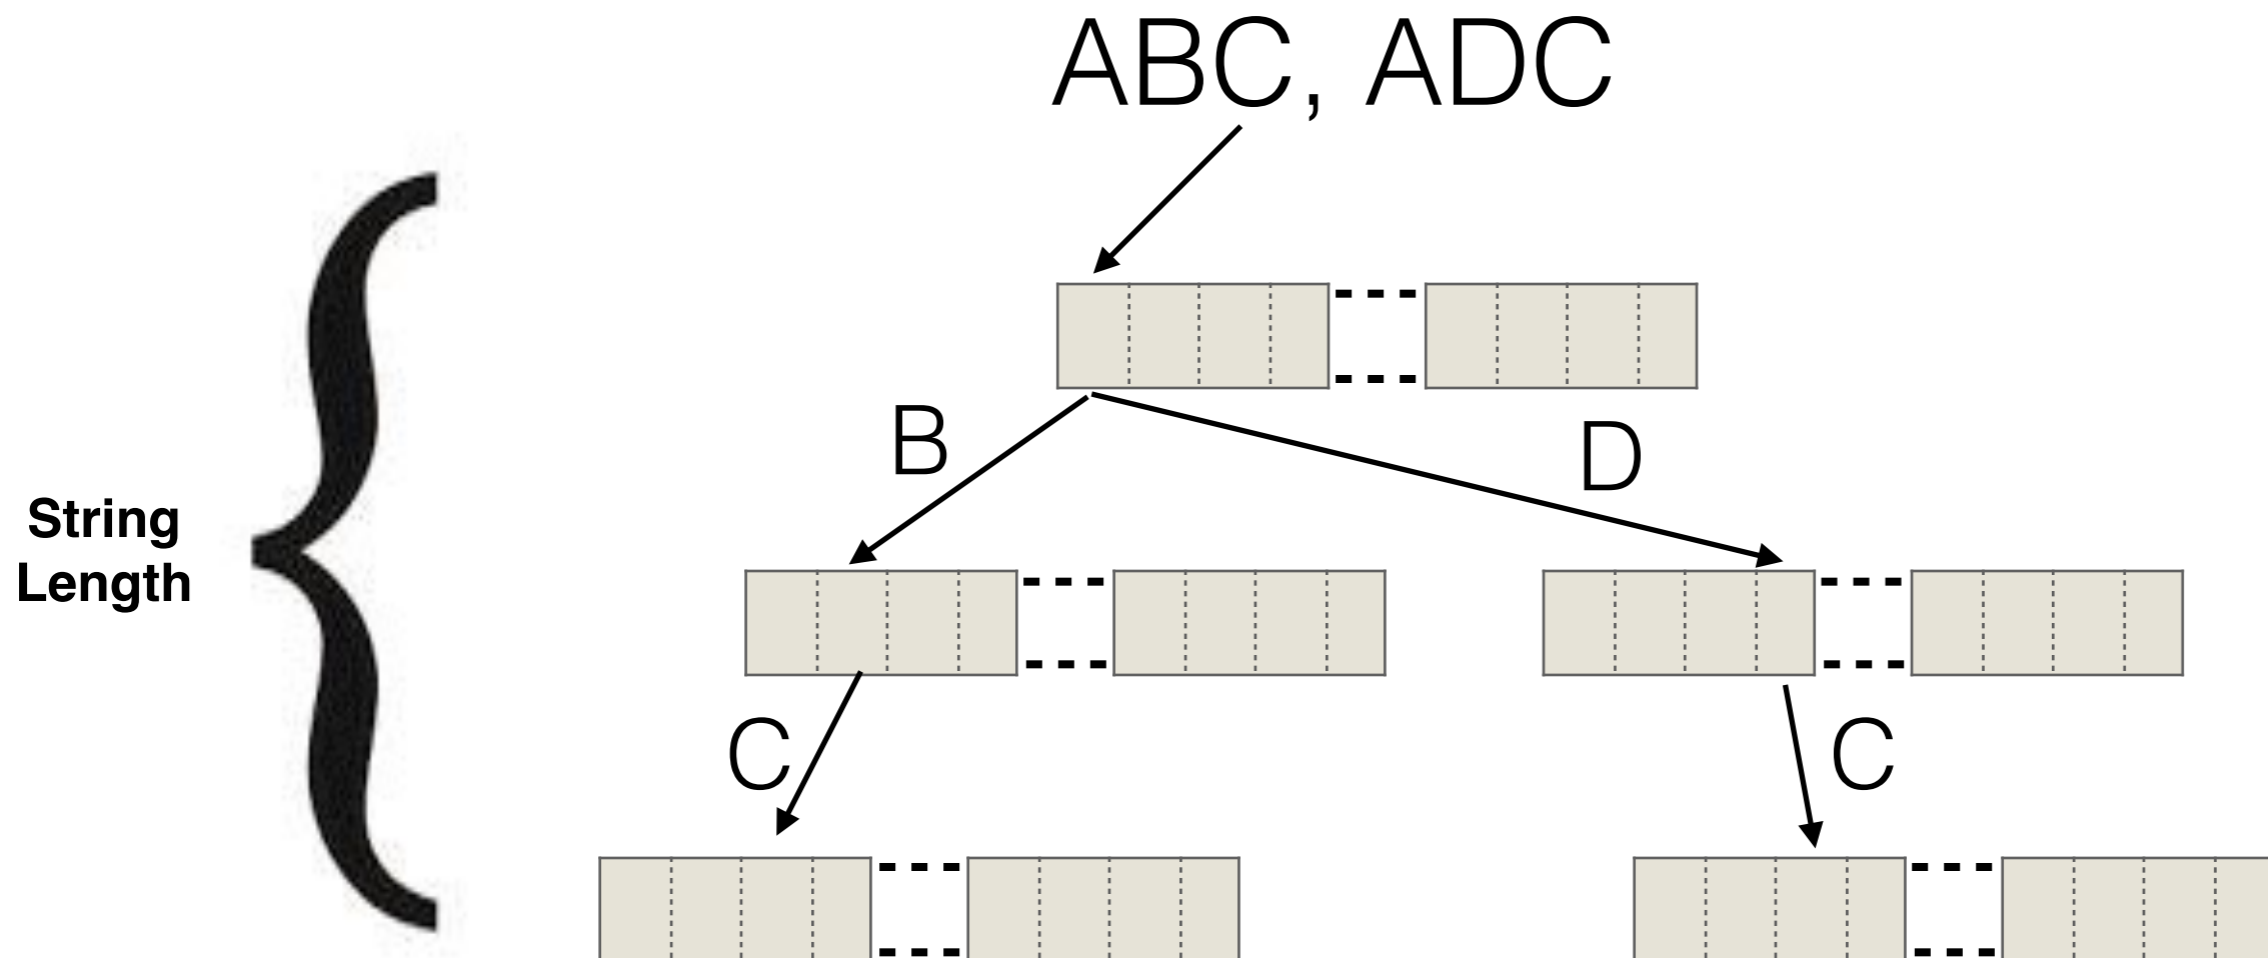 ABC, ADC
B
D
String
Length
C
C